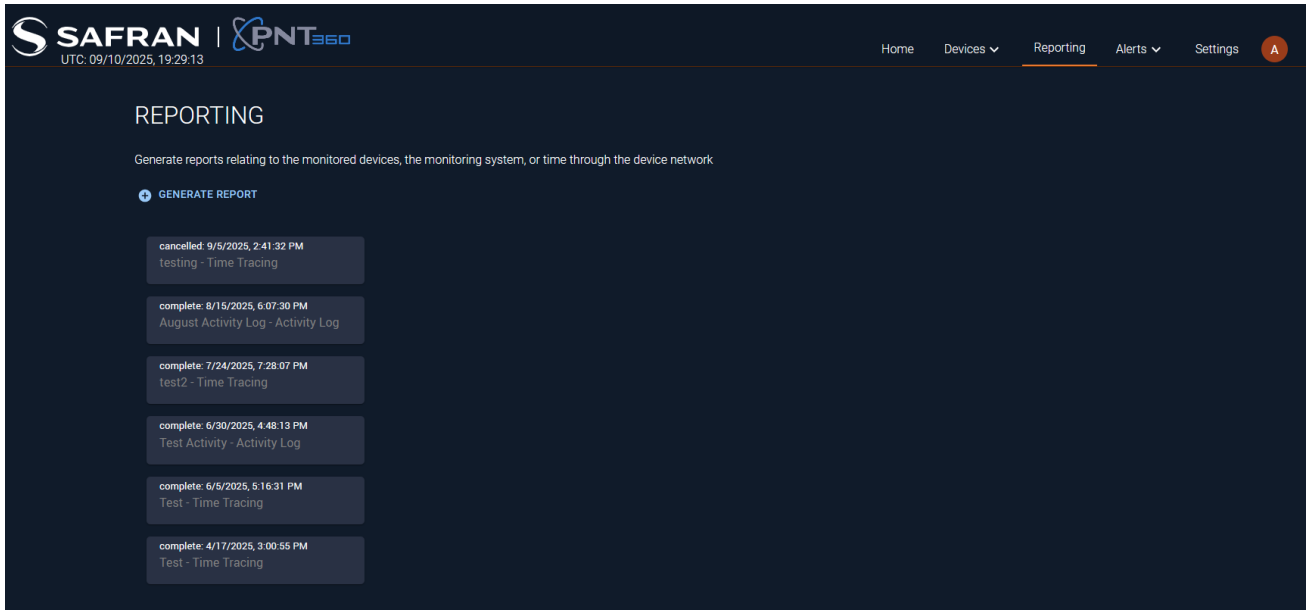 SAFRAN | PNT360
UTC: 09/10/2025, 19:29:13
Home Devices Reporting Alerts Settings A
REPORTING
Generate reports relating to the monitored devices, the monitoring system, or time through the device network
GENERATE REPORT
cancelled: 9/5/2025, 2:41:32 PM
testing - Time Tracing
complete: 8/15/2025, 6:07:30 PM
August Activity Log - Activity Log
complete: 7/24/2025, 7:28:07 PM
test2 - Time Tracing
complete: 6/30/2025, 4:48:13 PM
Test Activity - Activity Log
complete: 6/5/2025, 5:16:31 PM
Test - Time Tracing
complete: 4/17/2025, 3:00:55 PM
Test - Time Tracing